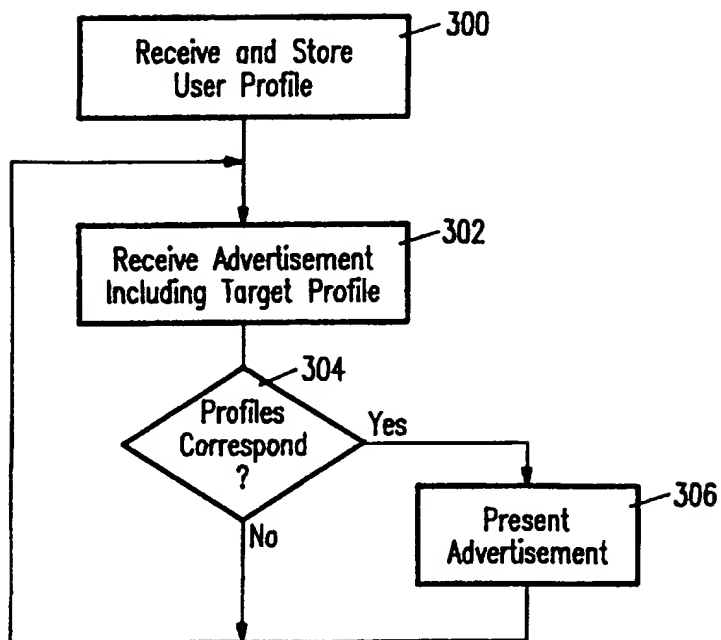 300
Receive and Store
User Profile
302
Receive Advertisement
Including Target Profile
304
Profiles
Correspond
?
Yes
No
306
Present
Advertisement